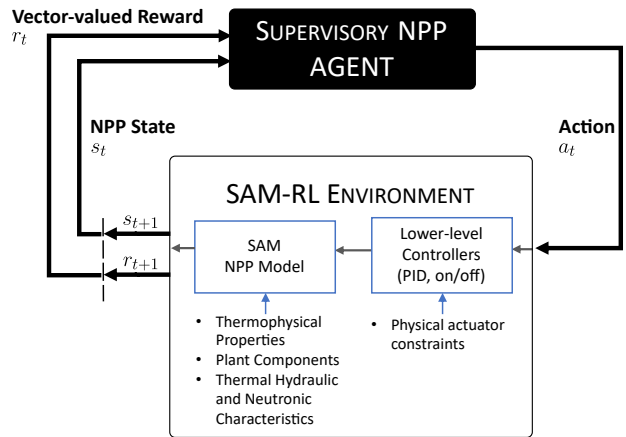 Vector-valued Reward
r_t
SUPERVISORY NPP
AGENT
NPP State
s_t
Action
a_t
SAM-RL ENVIRONMENT
s_{t+1}
r_{t+1}
SAM
NPP Model
Lower-level
Controllers
(PID, on/off)
• Thermophysical
Properties
• Plant Components
• Thermal Hydraulic
and Neutronic
Characteristics
• Physical actuator
constraints